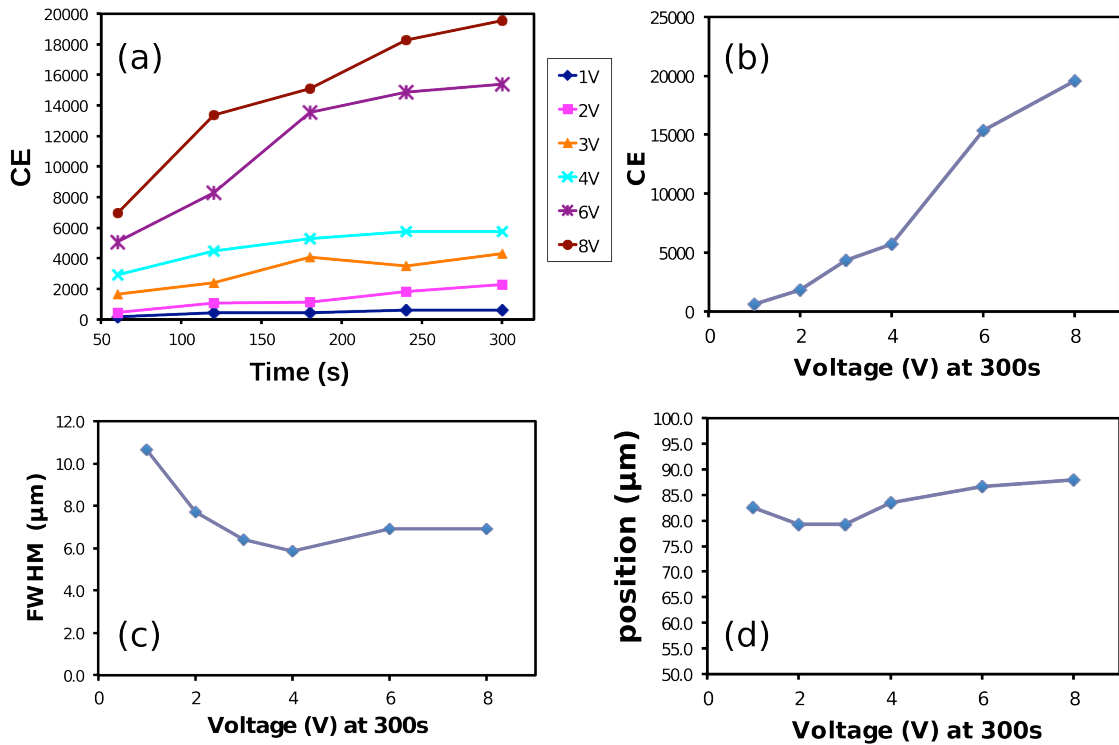 (a)
20000
18000
16000
14000
12000
10000
8000
6000
4000
2000
0
CE
50 100 150 200 250 300
Time (s)
1V
2V
3V
4V
6V
8V
(b)
25000
20000
15000
10000
5000
0
CE
0 2 4 6 8
Voltage (V) at 300s
(c)
12.0
10.0
8.0
6.0
4.0
2.0
0.0
FWHM (μm)
0 2 4 6 8
Voltage (V) at 300s
(d)
100.0
95.0
90.0
85.0
80.0
75.0
70.0
65.0
60.0
55.0
50.0
position (μm)
0 2 4 6 8
Voltage (V) at 300s